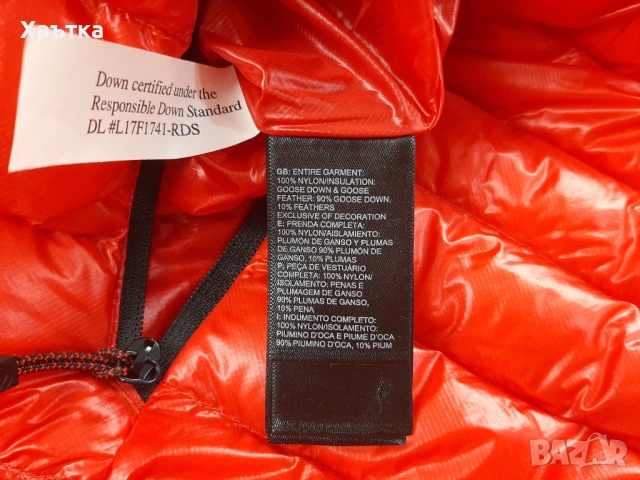 Хрътка
Down certified under the
Responsible Down Standard
DL #L17F1741-RDS
GB: ENTIRE GARMENT:
100% NYLON/INSULATION:
GOOSE DOWN & GOOSE
FEATHER: 90% GOOSE DOWN,
10% FEATHERS
EXCLUSIVE OF DECORATION
E: PRENDA COMPLETA:
100% NYLON/AISLAMIENTO:
PLUMÓN DE GANSO Y PLUMAS
DE GANSO 90% PLUMÓN DE
GANSO, 10% PLUMAS
P: PEÇA DE VESTUÁRIO
COMPLETA: 100% NYLON/
ISOLAMENTO: PENAS E
PLUMAGEM DE GANSO/
90% PLUMAS DE GANSO,
10% PENA
I: INDUMENTO COMPLETO:
100% NYLON/ISOLAMENTO:
PIUMINO D'OCA E PIUME D'OCA
90% PIUMINO D'OCA, 10% PIUM
BAZAR